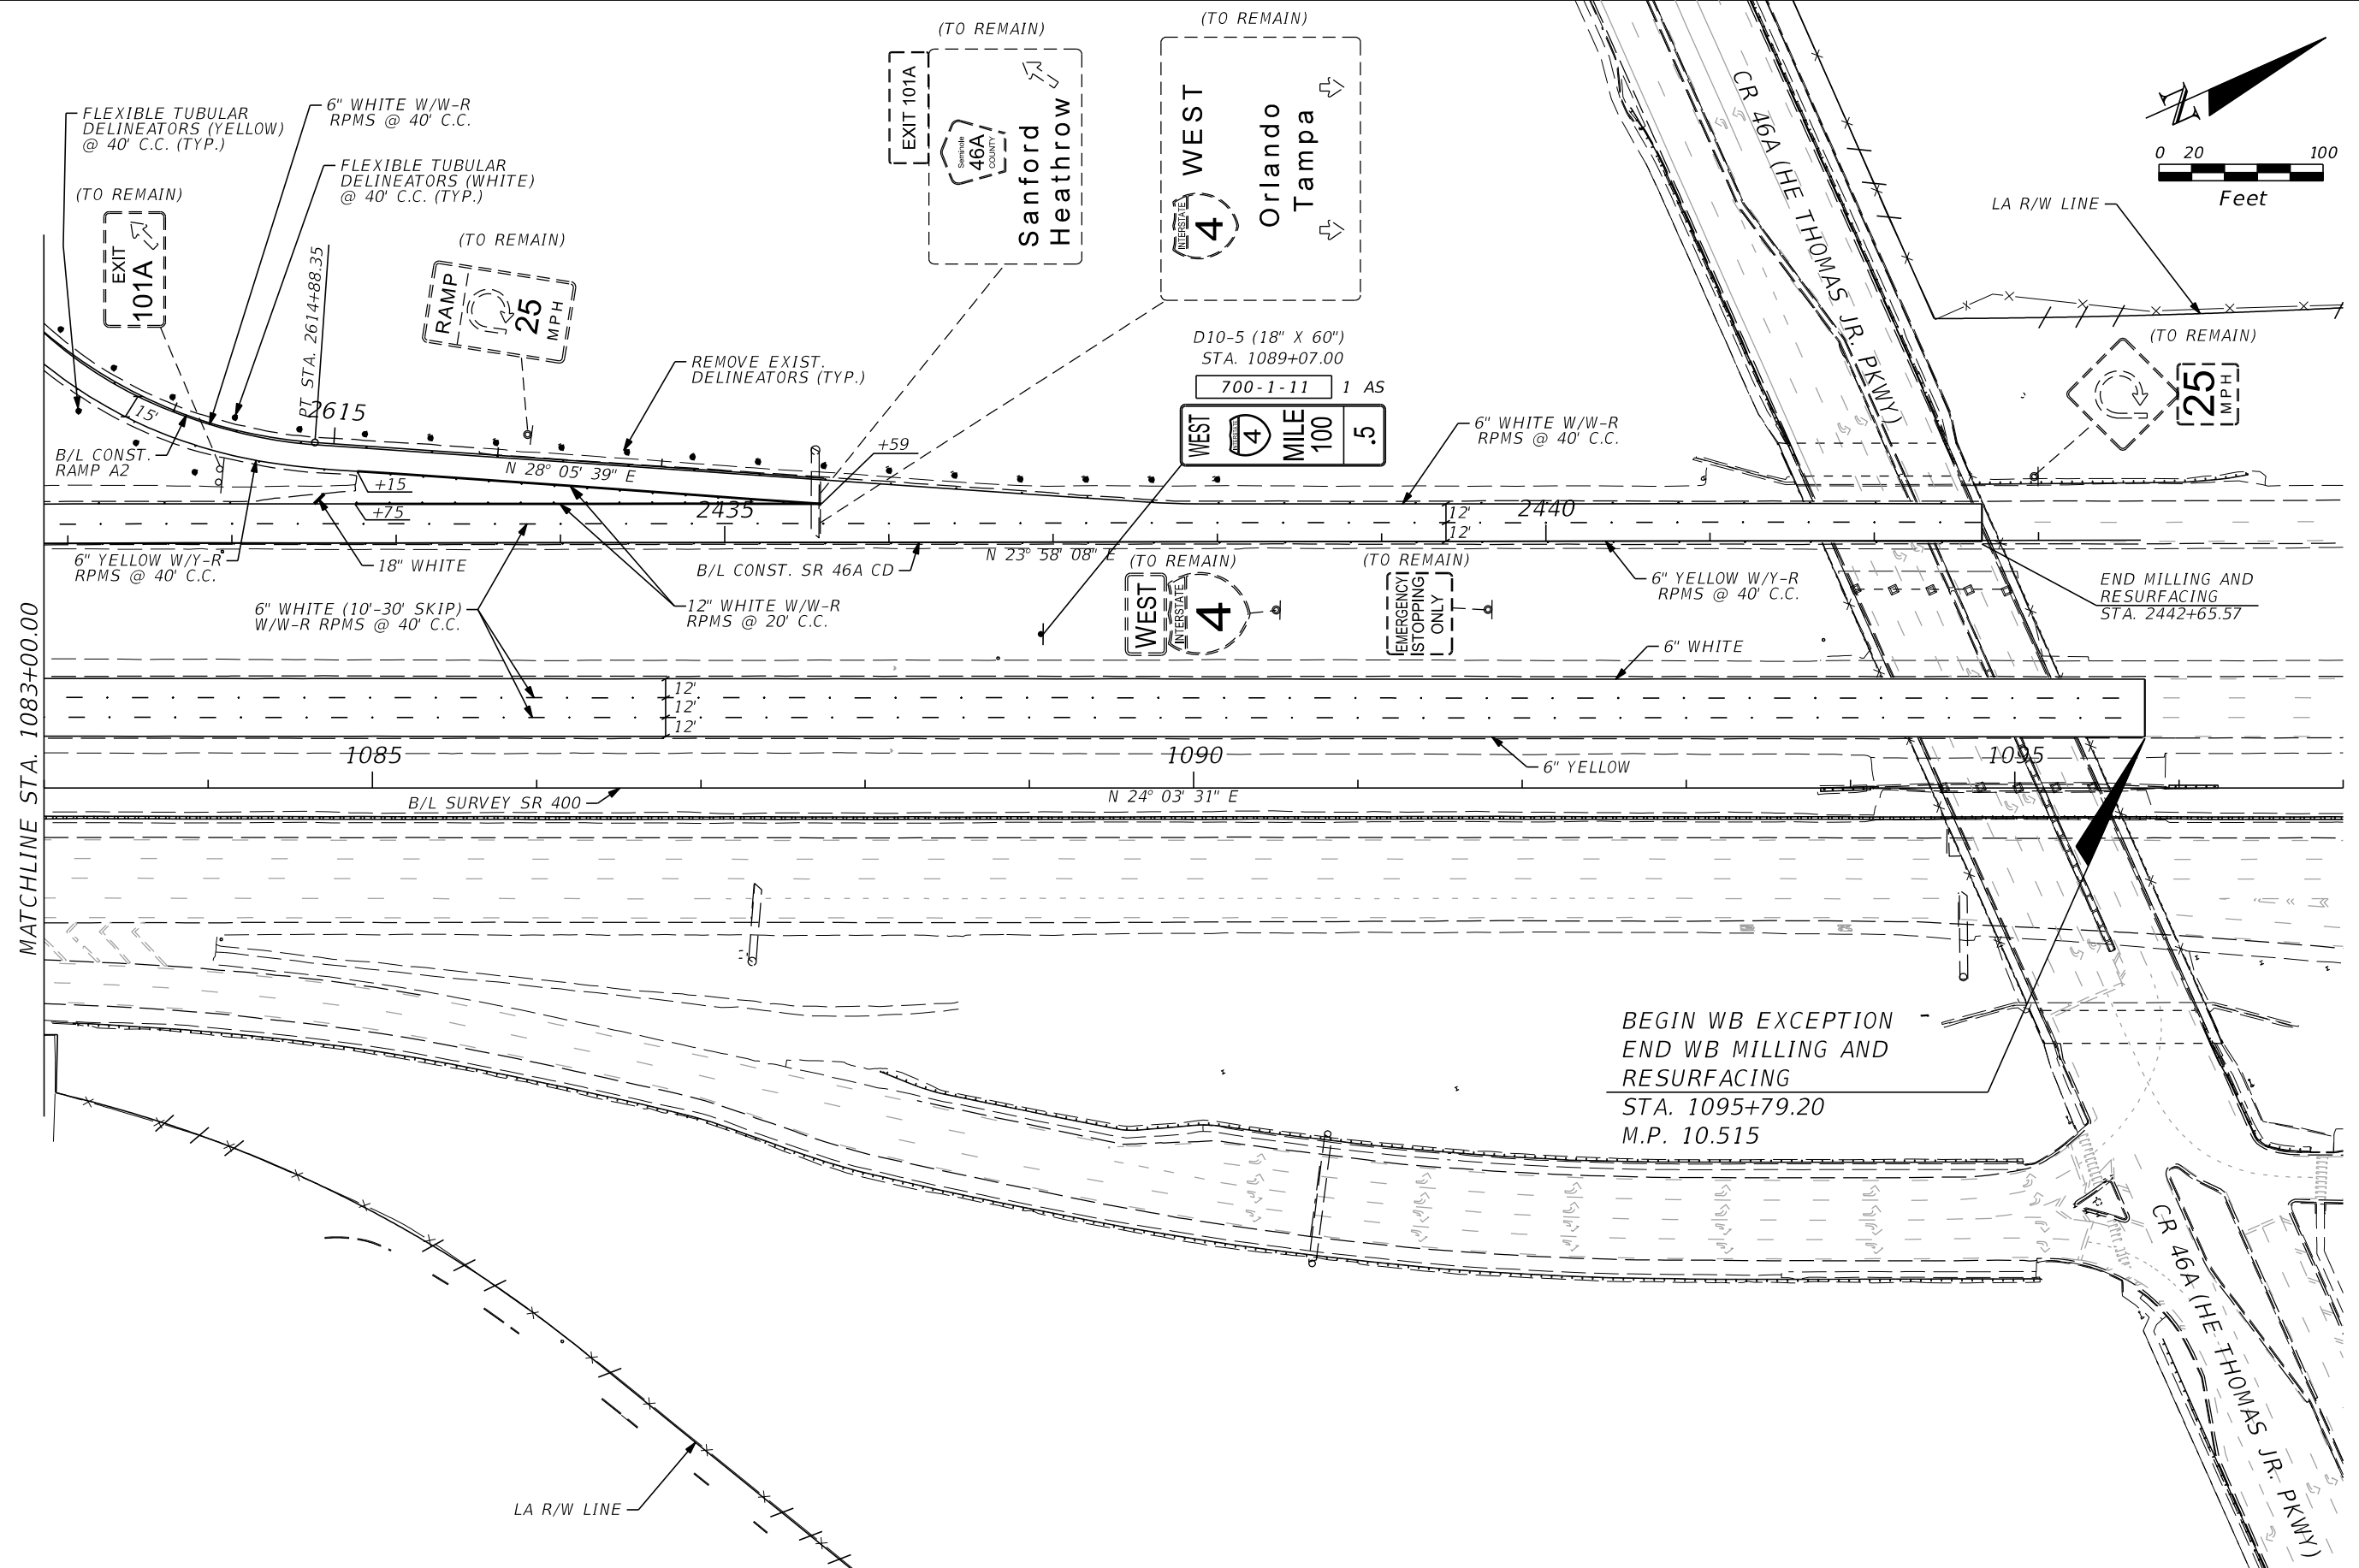 (TO REMAIN)
(TO REMAIN)
EXIT 101A
Seminole
46A
COUNTY
Sanford
Heathrow
WEST
INTERSTATE
4
Orlando
Tampa
CR 46A (HE THOMAS JR. PKWY)
N
0 20 100
Feet
LA R/W LINE
FLEXIBLE TUBULAR
DELINEATORS (YELLOW)
@ 40' C.C. (TYP.)
6" WHITE W/W-R
RPMS @ 40' C.C.
FLEXIBLE TUBULAR
DELINEATORS (WHITE)
@ 40' C.C. (TYP.)
(TO REMAIN)
EXIT
101A
PT STA. 2614+88.35
(TO REMAIN)
RAMP
25
MPH
REMOVE EXIST.
DELINEATORS (TYP.)
D10-5 (18" X 60")
STA. 1089+07.00
700-1-11 1 AS
WEST
INTERSTATE
4
MILE
100
.5
(TO REMAIN)
25
MPH
6" WHITE W/W-R
RPMS @ 40' C.C.
2615
15'
B/L CONST.
RAMP A2
N 28° 05' 39" E
+59
+15
+75
2435
2440
12'
12'
6" YELLOW W/Y-R
RPMS @ 40' C.C.
18" WHITE
B/L CONST. SR 46A CD
N 23° 58' 08" E
(TO REMAIN)
WEST
INTERSTATE
4
(TO REMAIN)
EMERGENCY
STOPPING
ONLY
6" YELLOW W/Y-R
RPMS @ 40' C.C.
END MILLING AND
RESURFACING
STA. 2442+65.57
6" WHITE (10'-30' SKIP)
W/W-R RPMS @ 40' C.C.
12" WHITE W/W-R
RPMS @ 20' C.C.
6" WHITE
MATCHLINE STA. 1083+00.00
12'
12'
12'
1085
1090
1095
6" YELLOW
B/L SURVEY SR 400
N 24° 03' 31" E
BEGIN WB EXCEPTION
END WB MILLING AND
RESURFACING
STA. 1095+79.20
M.P. 10.515
CR 46A (HE THOMAS JR. PKWY)
LA R/W LINE